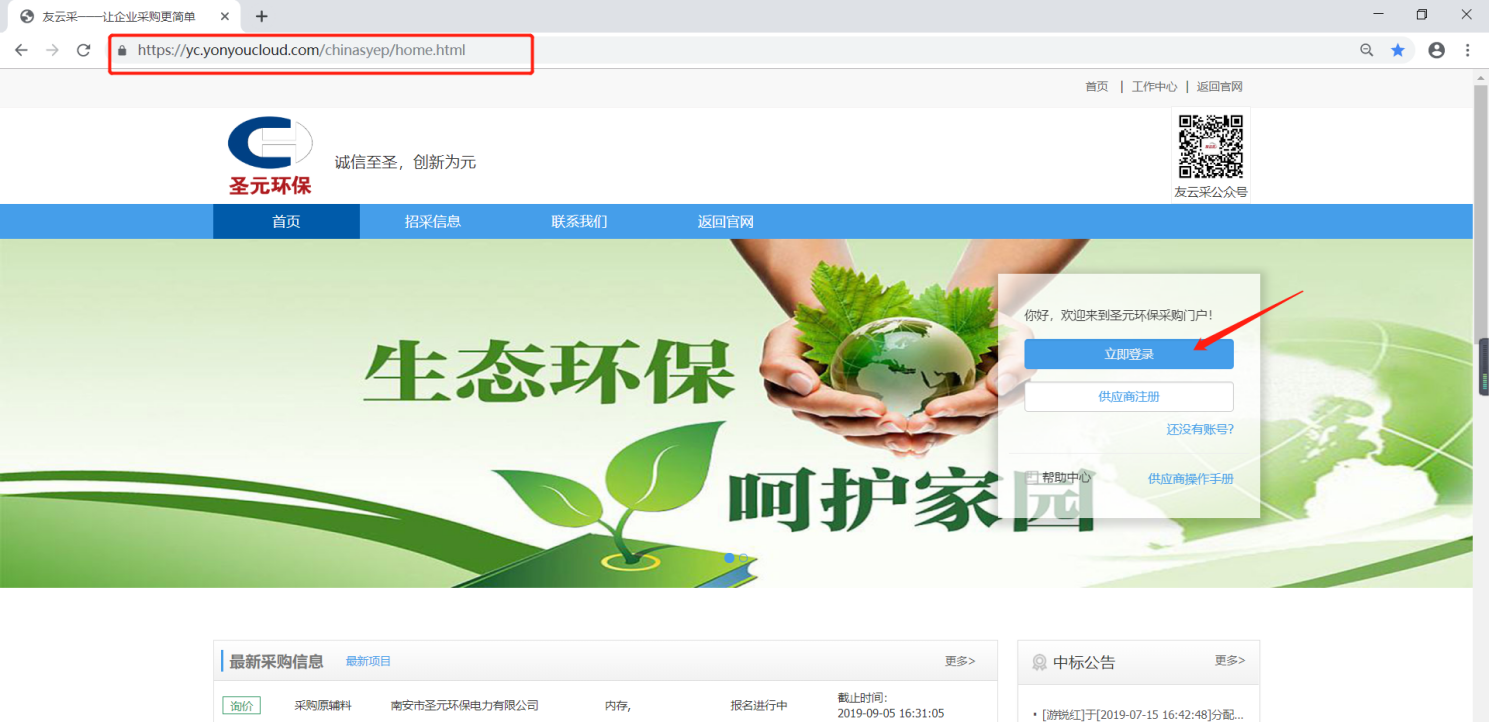 友云采——让企业采购更简单
https://yc.yonyoucloud.com/chinasyep/home.html
首页 | 工作中心 | 返回官网
圣元环保
诚信至圣，创新为元
友云采公众号
首页 招采信息 联系我们 返回官网
生态环保
呵护家园
你好，欢迎来到圣元环保采购门户！
立即登录
供应商注册
还没有账号?
帮助中心 供应商操作手册
最新采购信息 最新项目 更多>
询价 采购原辅料 南安市圣元环保电力有限公司 内存, 报名进行中 截止时间：
2019-09-05 16:31:05
中标公告 更多>
• [游锐红]于[2019-07-15 16:42:48]分配...